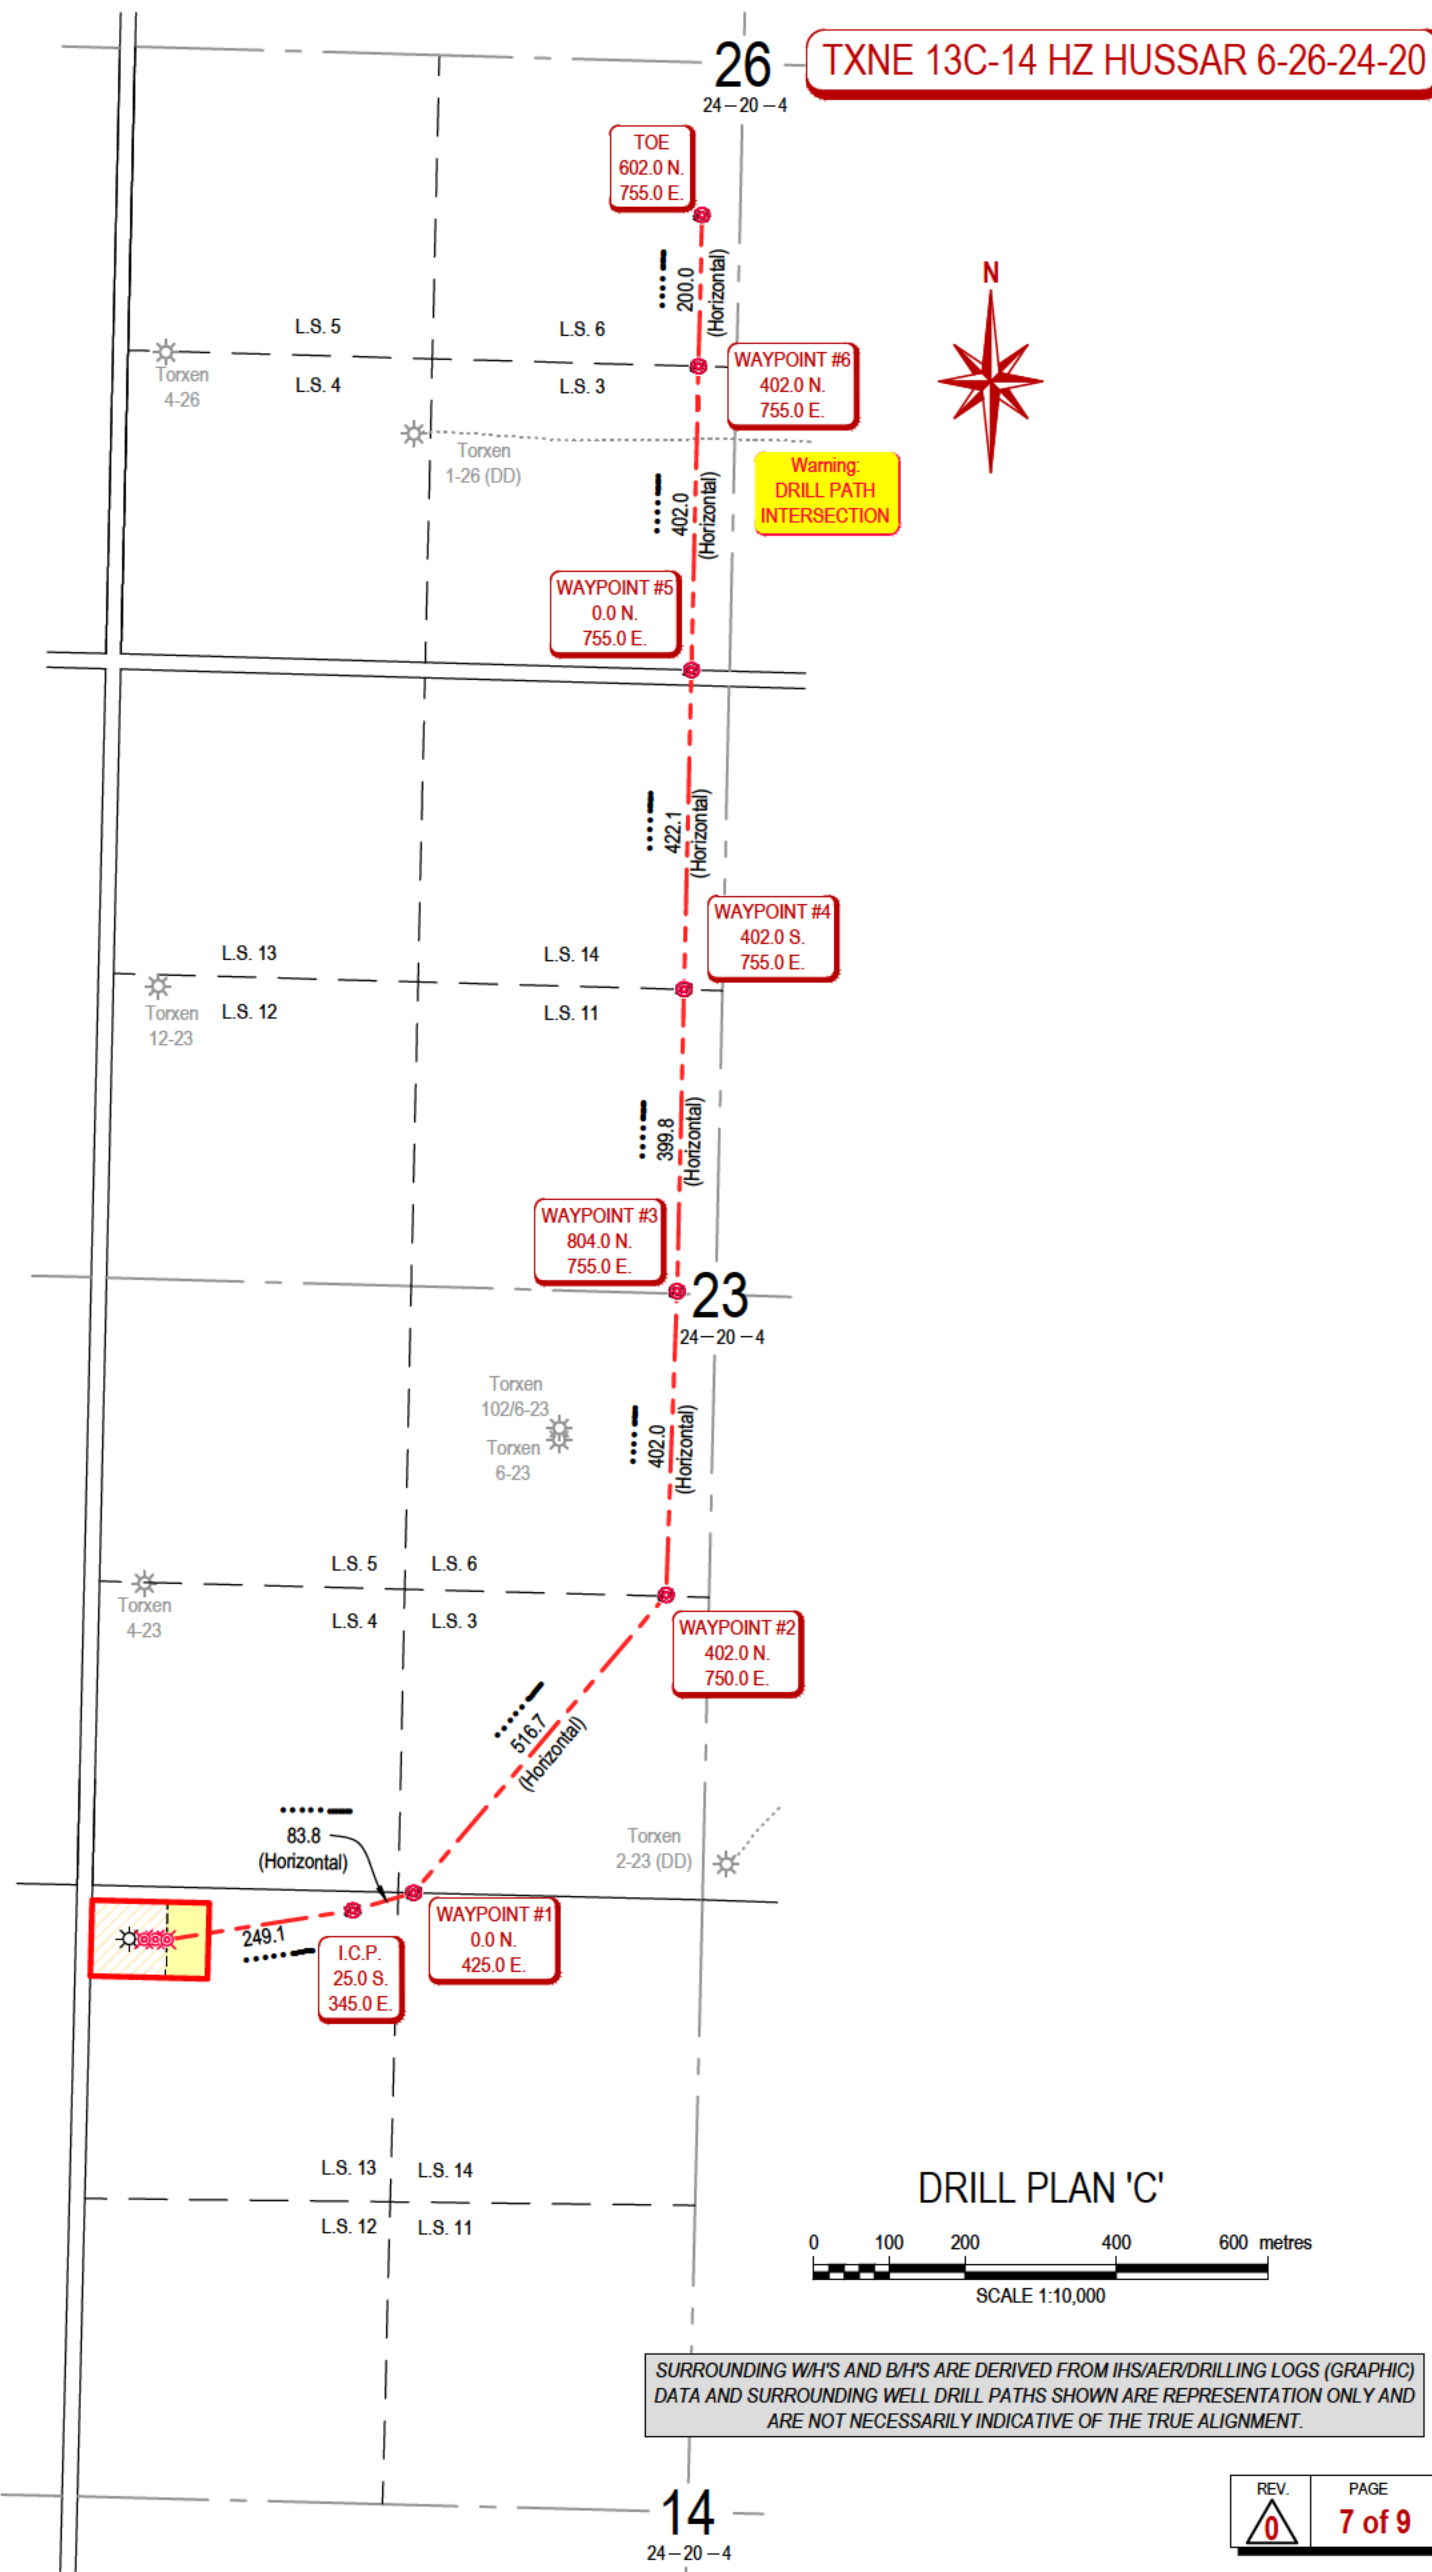 26
24-20-4
TXNE 13C-14 HZ HUSSAR 6-26-24-20
TOE
602.0 N.
755.0 E.
200.0
(Horizontal)
N
L.S. 5
L.S. 6
L.S. 4
L.S. 3
Torxen
4-26
WAYPOINT #6
402.0 N.
755.0 E.
Torxen
1-26 (DD)
Warning:
DRILL PATH
INTERSECTION
402.0
(Horizontal)
WAYPOINT #5
0.0 N.
755.0 E.
422.1
(Horizontal)
WAYPOINT #4
402.0 S.
755.0 E.
L.S. 13
L.S. 14
L.S. 12
L.S. 11
Torxen
12-23
399.8
(Horizontal)
WAYPOINT #3
804.0 N.
755.0 E.
23
24-20-4
Torxen
102/6-23
Torxen
6-23
402.0
(Horizontal)
L.S. 5
L.S. 6
L.S. 4
L.S. 3
Torxen
4-23
WAYPOINT #2
402.0 N.
750.0 E.
516.7
(Horizontal)
83.8
(Horizontal)
Torxen
2-23 (DD)
WAYPOINT #1
0.0 N.
425.0 E.
249.1
I.C.P.
25.0 S.
345.0 E.
L.S. 13
L.S. 14
L.S. 12
L.S. 11
DRILL PLAN 'C'
0 100 200 400 600 metres
SCALE 1:10,000
SURROUNDING W/H'S AND B/H'S ARE DERIVED FROM IHS/AER/DRILLING LOGS (GRAPHIC)
DATA AND SURROUNDING WELL DRILL PATHS SHOWN ARE REPRESENTATION ONLY AND
ARE NOT NECESSARILY INDICATIVE OF THE TRUE ALIGNMENT.
14
24-20-4
REV.
0
PAGE
7 of 9